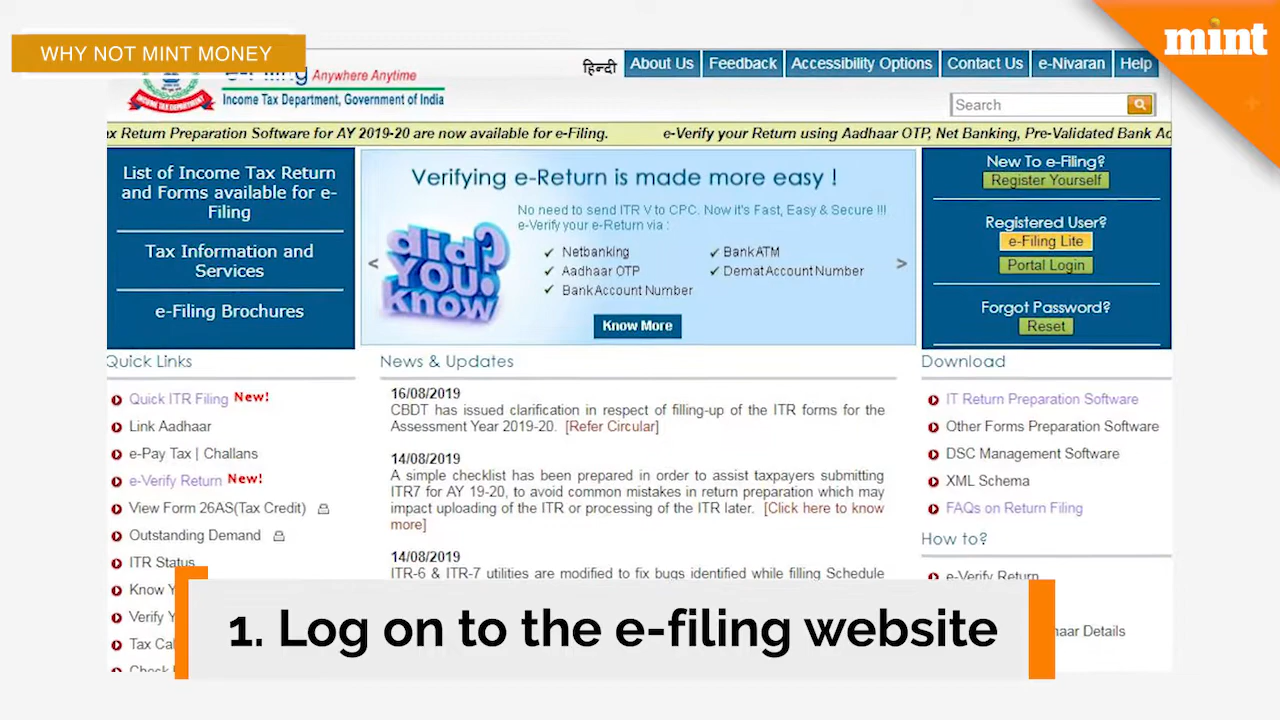 WHY NOT MINT MONEY
mint
e-Filing Anywhere Anytime
Income Tax Department, Government of India
INCOME TAX DEPARTMENT
हिन्दी About Us Feedback Accessibility Options Contact Us e-Nivaran Help
Search
x Return Preparation Software for AY 2019-20 are now available for e-Filing. e-Verify your Return using Aadhaar OTP, Net Banking, Pre-Validated Bank Ac
List of Income Tax Return
and Forms available for e-
Filing
Tax Information and
Services
e-Filing Brochures
Verifying e-Return is made more easy !
No need to send ITR V to CPC. Now it's Fast, Easy & Secure !!!
e-Verify your e-Return via :
did?
YOU
know
✓ Netbanking ✓ Bank ATM
✓ Aadhaar OTP ✓ Demat Account Number
✓ Bank Account Number
< >
Know More
New To e-Filing?
Register Yourself
Registered User?
e-Filing Lite
Portal Login
Forgot Password?
Reset
Quick Links
Quick ITR Filing New!
Link Aadhaar
e-Pay Tax | Challans
e-Verify Return New!
View Form 26AS(Tax Credit)
Outstanding Demand
ITR Status
Know Y
Verify Y
Tax Cal
News & Updates
16/08/2019
CBDT has issued clarification in respect of filling-up of the ITR forms for the
Assessment Year 2019-20. [Refer Circular]
14/08/2019
A simple checklist has been prepared in order to assist taxpayers submitting
ITR7 for AY 19-20, to avoid common mistakes in return preparation which may
impact uploading of the ITR or processing of the ITR later. [Click here to know
more]
14/08/2019
ITR-6 & ITR-7 utilities are modified to fix bugs identified while filling Schedule
Download
IT Return Preparation Software
Other Forms Preparation Software
DSC Management Software
XML Schema
FAQs on Return Filing
How to?
e-Verify Return
haar Details
1. Log on to the e-filing website